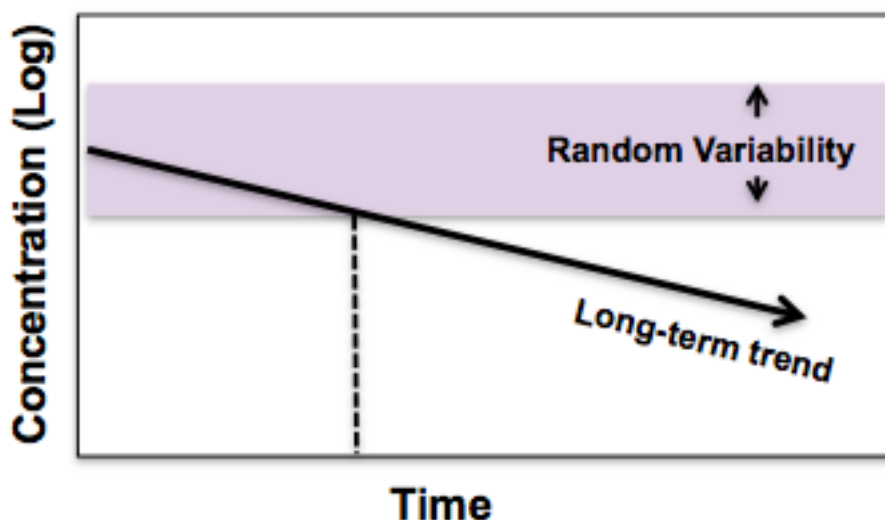 Concentration (Log)
Random Variability
Long-term trend
Time